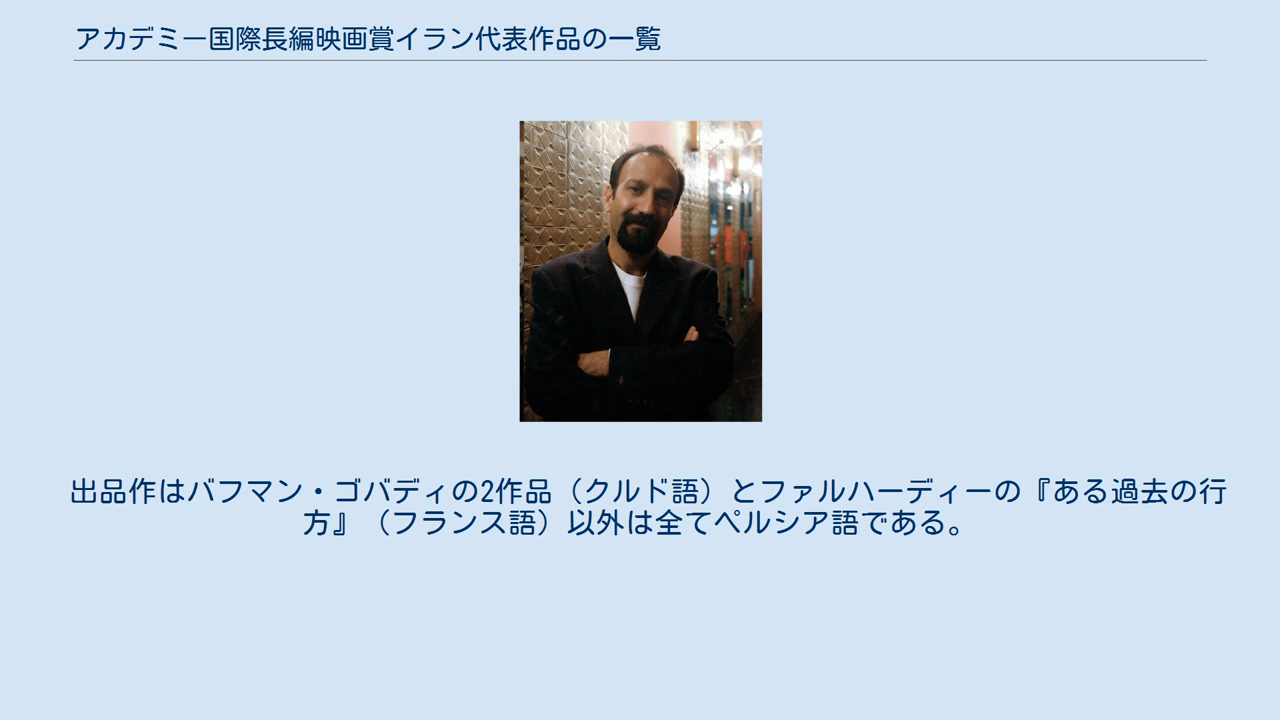 アカデミー国際長編映画賞イラン代表作品の一覧
出品作はバフマン・ゴバディの2作品（クルド語）とファルハーディーの『ある過去の行
方』（フランス語）以外は全てペルシア語である。